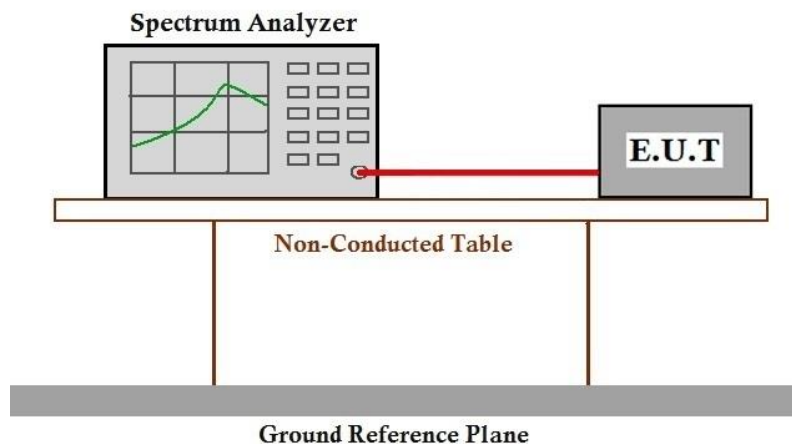 Spectrum Analyzer
E.U.T
Non-Conducted Table
Ground Reference Plane